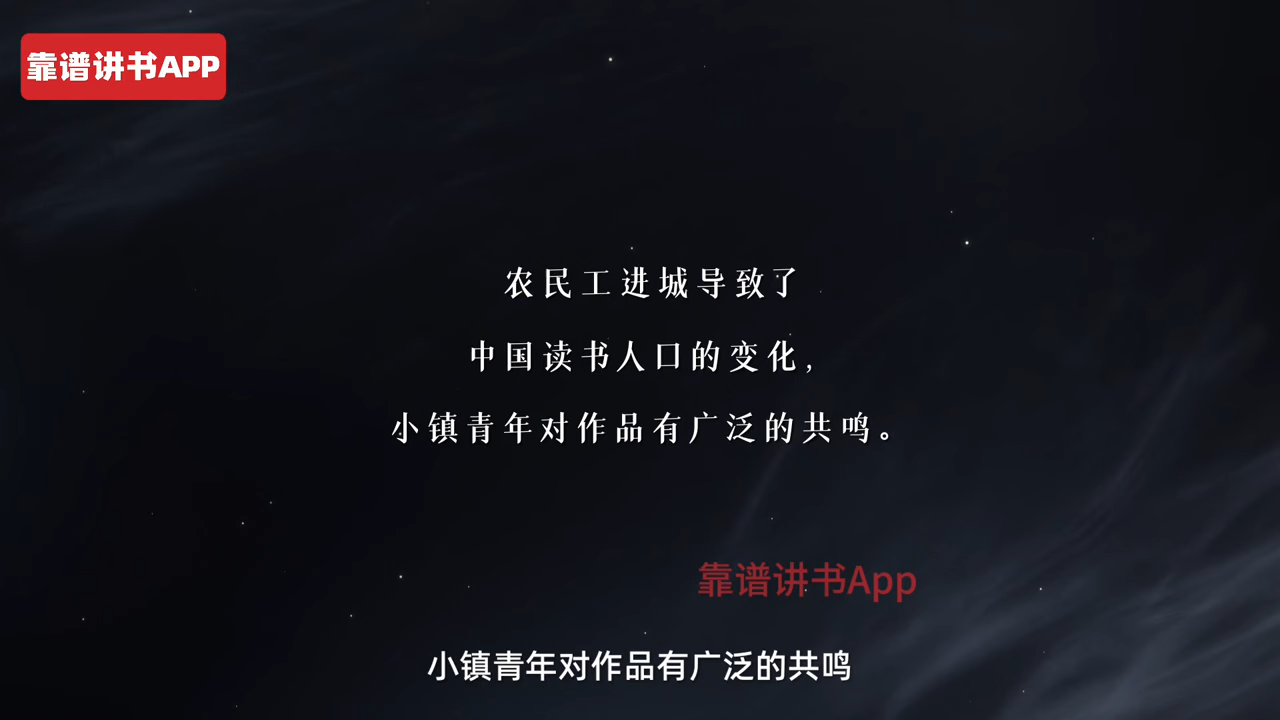 靠谱讲书APP
农民工进城导致了
中国读书人口的变化,
小镇青年对作品有广泛的共鸣。
靠谱讲书App
小镇青年对作品有广泛的共鸣